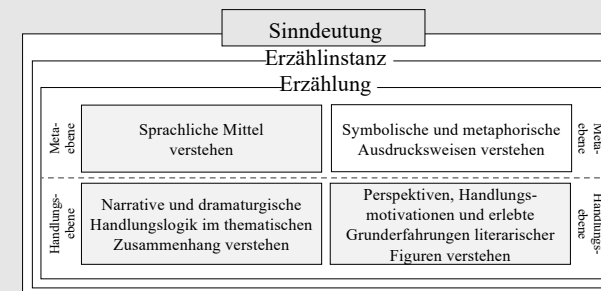 Sinndeutung
Erzählinstanz
Erzählung
Meta-
ebene
Sprachliche Mittel
verstehen
Symbolische und metaphorische
Ausdrucksweisen verstehen
Meta-
ebene
Handlungs-
ebene
Narrative und dramaturgische
Handlungslogik im thematischen
Zusammenhang verstehen
Perspektiven, Handlungs-
motivationen und erlebte
Grunderfahrungen literarischer
Figuren verstehen
Handlungs-
ebene